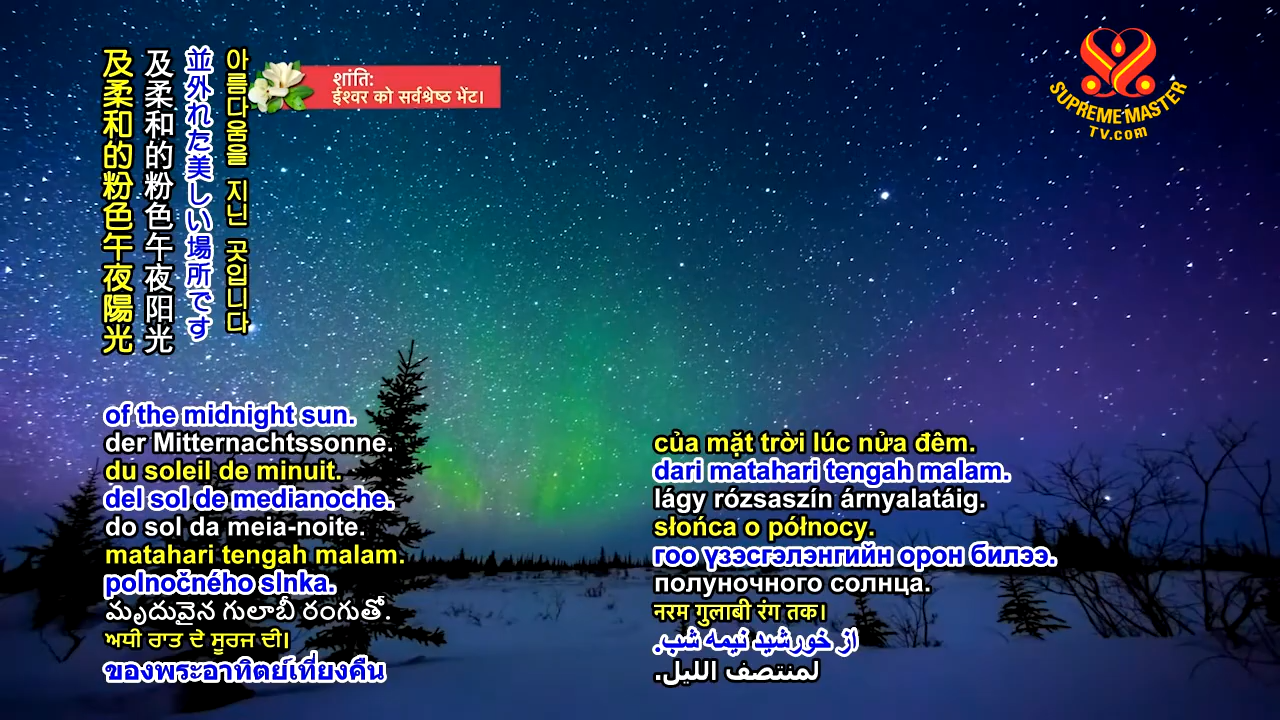 아름다움을 지닌 곳입니다
並外れた美しい場所です
及柔和的粉色午夜阳光
及柔和的粉色午夜陽光
शांति:
ईश्वर को सर्वश्रेष्ठ भेंट।
SUPREME MASTER
TV.com
of the midnight sun.
der Mitternachtssonne.
du soleil de minuit.
del sol de medianoche.
do sol da meia-noite.
matahari tengah malam.
polnočného slnka.
మృదువైన గులాబీ రంగుతో.
ਅਧੀ ਰਾਤ ਦੇ ਸੂਰਜ ਦੀ।
ของพระอาทิตย์เที่ยงคืน
của mặt trời lúc nửa đêm.
dari matahari tengah malam.
lágy rózsaszín árnyalatáig.
słońca o północy.
гоо үзэсгэлэнгийн орон билээ.
полуночного солнца.
नरम गुलाबी रंग तक।
از خورشید نیمه شب.
لمنتصف الليل.